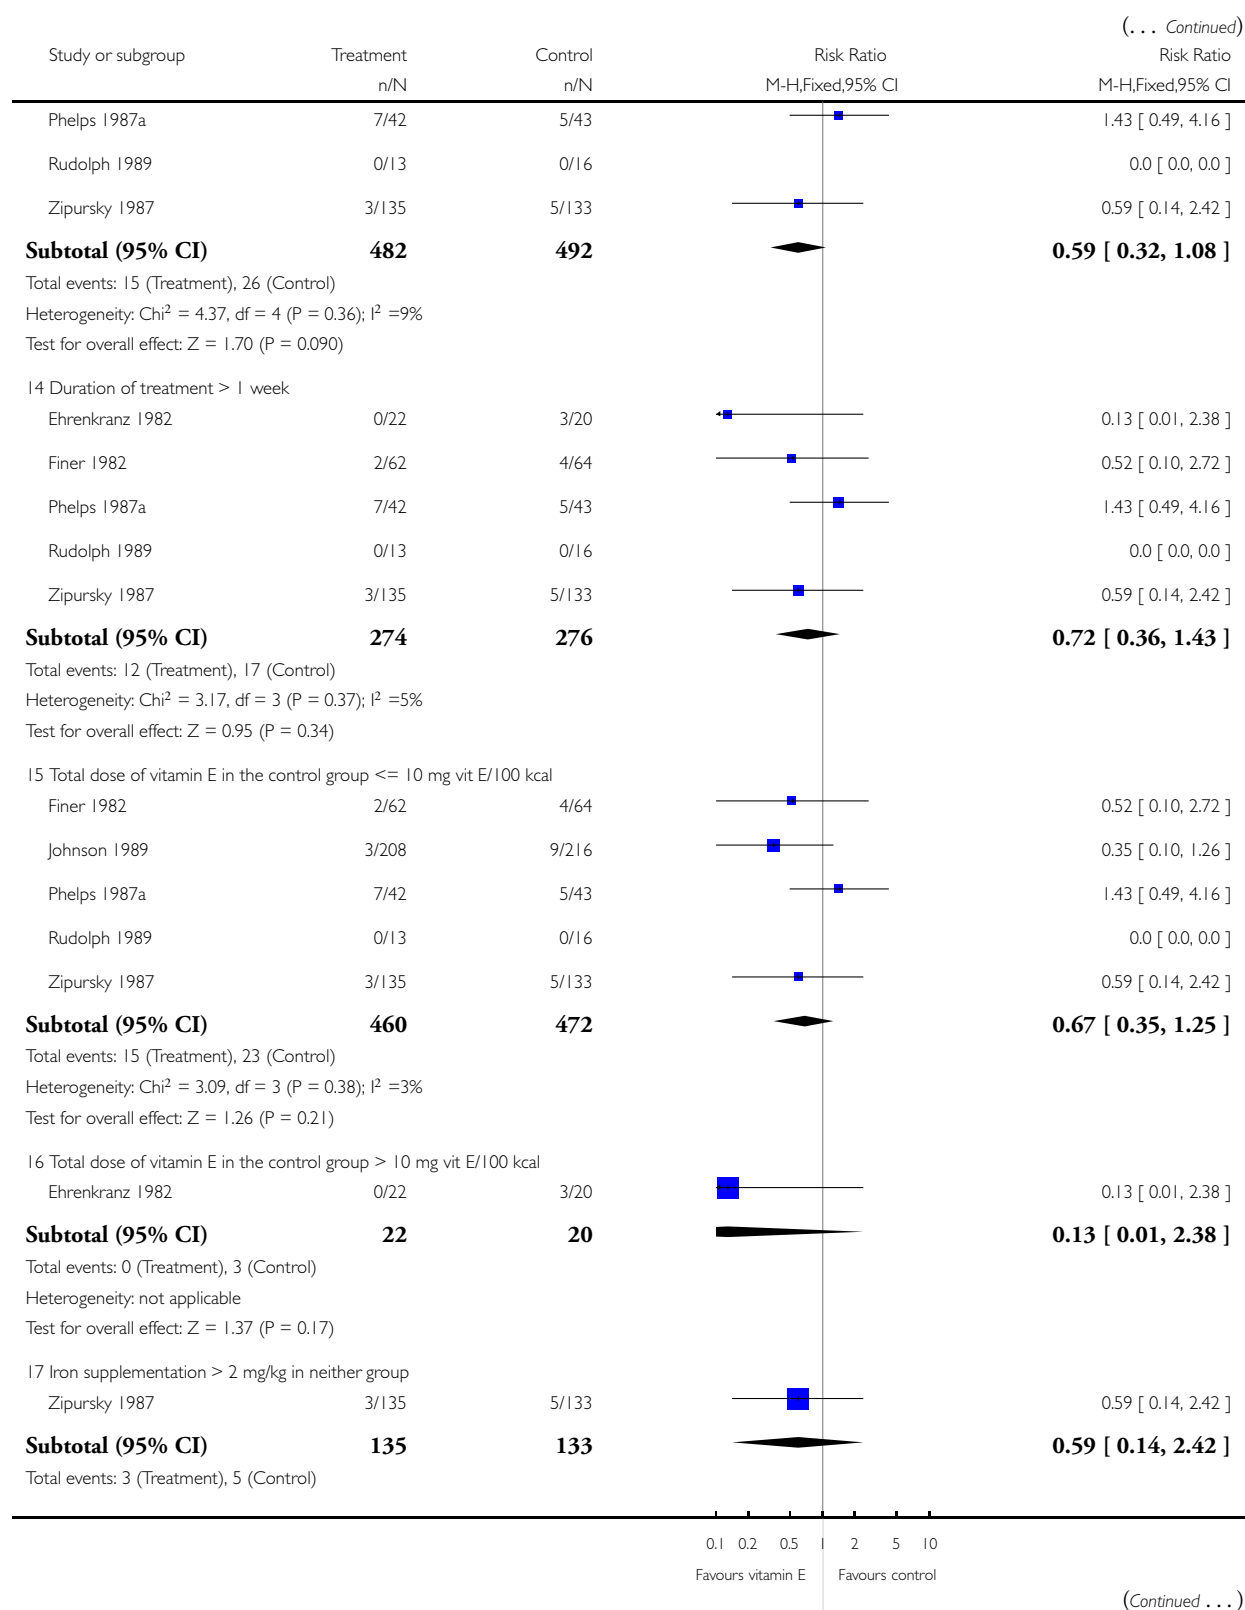 (... Continued)
Study or subgroup Treatment Control Risk Ratio Risk Ratio
n/N n/N M-H,Fixed,95% CI M-H,Fixed,95% CI
Phelps 1987a 7/42 5/43 1.43 [ 0.49, 4.16 ]
Rudolph 1989 0/13 0/16 0.0 [ 0.0, 0.0 ]
Zipursky 1987 3/135 5/133 0.59 [ 0.14, 2.42 ]
Subtotal (95% CI) 482 492 0.59 [ 0.32, 1.08 ]
Total events: 15 (Treatment), 26 (Control)
Heterogeneity: Chi² = 4.37, df = 4 (P = 0.36); I² =9%
Test for overall effect: Z = 1.70 (P = 0.090)
14 Duration of treatment > 1 week
Ehrenkranz 1982 0/22 3/20 0.13 [ 0.01, 2.38 ]
Finer 1982 2/62 4/64 0.52 [ 0.10, 2.72 ]
Phelps 1987a 7/42 5/43 1.43 [ 0.49, 4.16 ]
Rudolph 1989 0/13 0/16 0.0 [ 0.0, 0.0 ]
Zipursky 1987 3/135 5/133 0.59 [ 0.14, 2.42 ]
Subtotal (95% CI) 274 276 0.72 [ 0.36, 1.43 ]
Total events: 12 (Treatment), 17 (Control)
Heterogeneity: Chi² = 3.17, df = 3 (P = 0.37); I² =5%
Test for overall effect: Z = 0.95 (P = 0.34)
15 Total dose of vitamin E in the control group <= 10 mg vit E/100 kcal
Finer 1982 2/62 4/64 0.52 [ 0.10, 2.72 ]
Johnson 1989 3/208 9/216 0.35 [ 0.10, 1.26 ]
Phelps 1987a 7/42 5/43 1.43 [ 0.49, 4.16 ]
Rudolph 1989 0/13 0/16 0.0 [ 0.0, 0.0 ]
Zipursky 1987 3/135 5/133 0.59 [ 0.14, 2.42 ]
Subtotal (95% CI) 460 472 0.67 [ 0.35, 1.25 ]
Total events: 15 (Treatment), 23 (Control)
Heterogeneity: Chi² = 3.09, df = 3 (P = 0.38); I² =3%
Test for overall effect: Z = 1.26 (P = 0.21)
16 Total dose of vitamin E in the control group > 10 mg vit E/100 kcal
Ehrenkranz 1982 0/22 3/20 0.13 [ 0.01, 2.38 ]
Subtotal (95% CI) 22 20 0.13 [ 0.01, 2.38 ]
Total events: 0 (Treatment), 3 (Control)
Heterogeneity: not applicable
Test for overall effect: Z = 1.37 (P = 0.17)
17 Iron supplementation > 2 mg/kg in neither group
Zipursky 1987 3/135 5/133 0.59 [ 0.14, 2.42 ]
Subtotal (95% CI) 135 133 0.59 [ 0.14, 2.42 ]
Total events: 3 (Treatment), 5 (Control)
0.1 0.2 0.5 1 2 5 10
Favours vitamin E Favours control
(Continued ...)